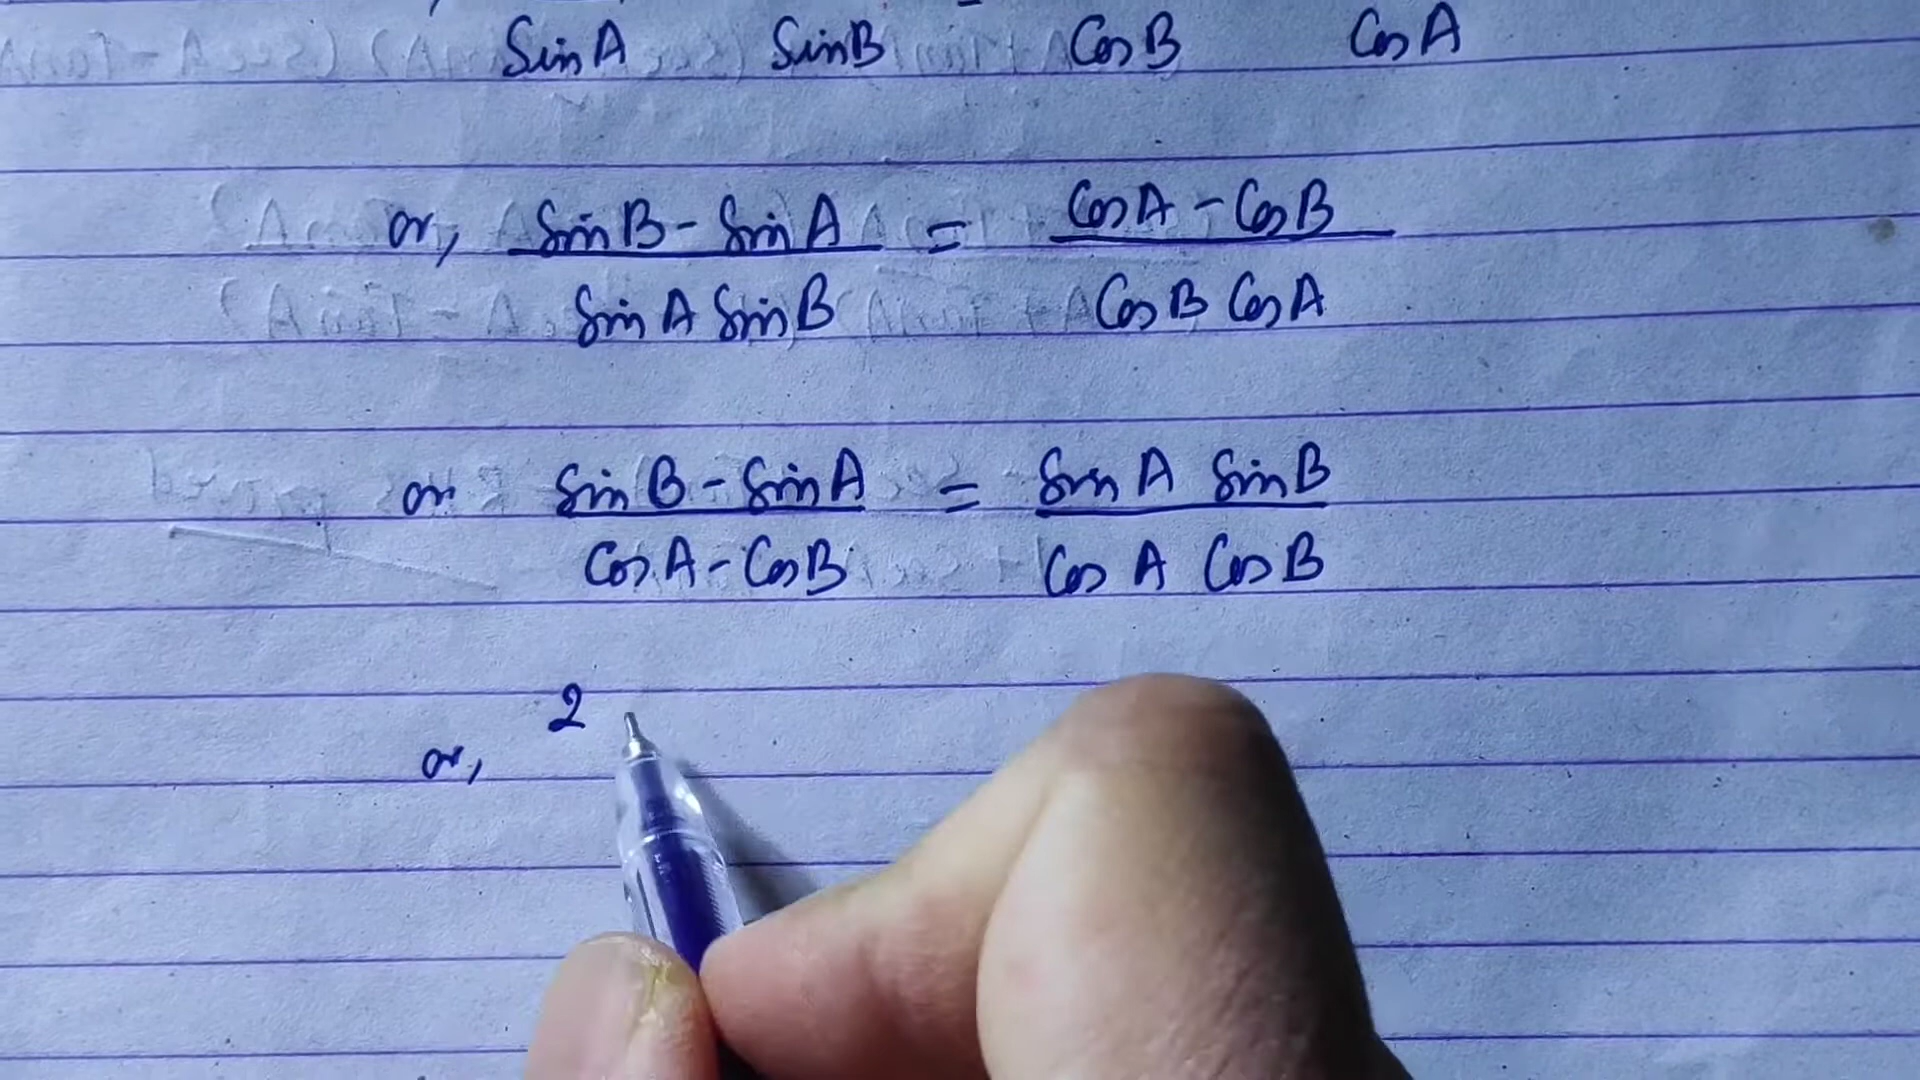 Sin A Sin B Cos B Cos A
or, Sin B - Sin A = Cos A - Cos B
Sin A Sin B Cos B Cos A
or Sin B - Sin A = Sin A Sin B
Cos A - Cos B Cos A Cos B
2
or,